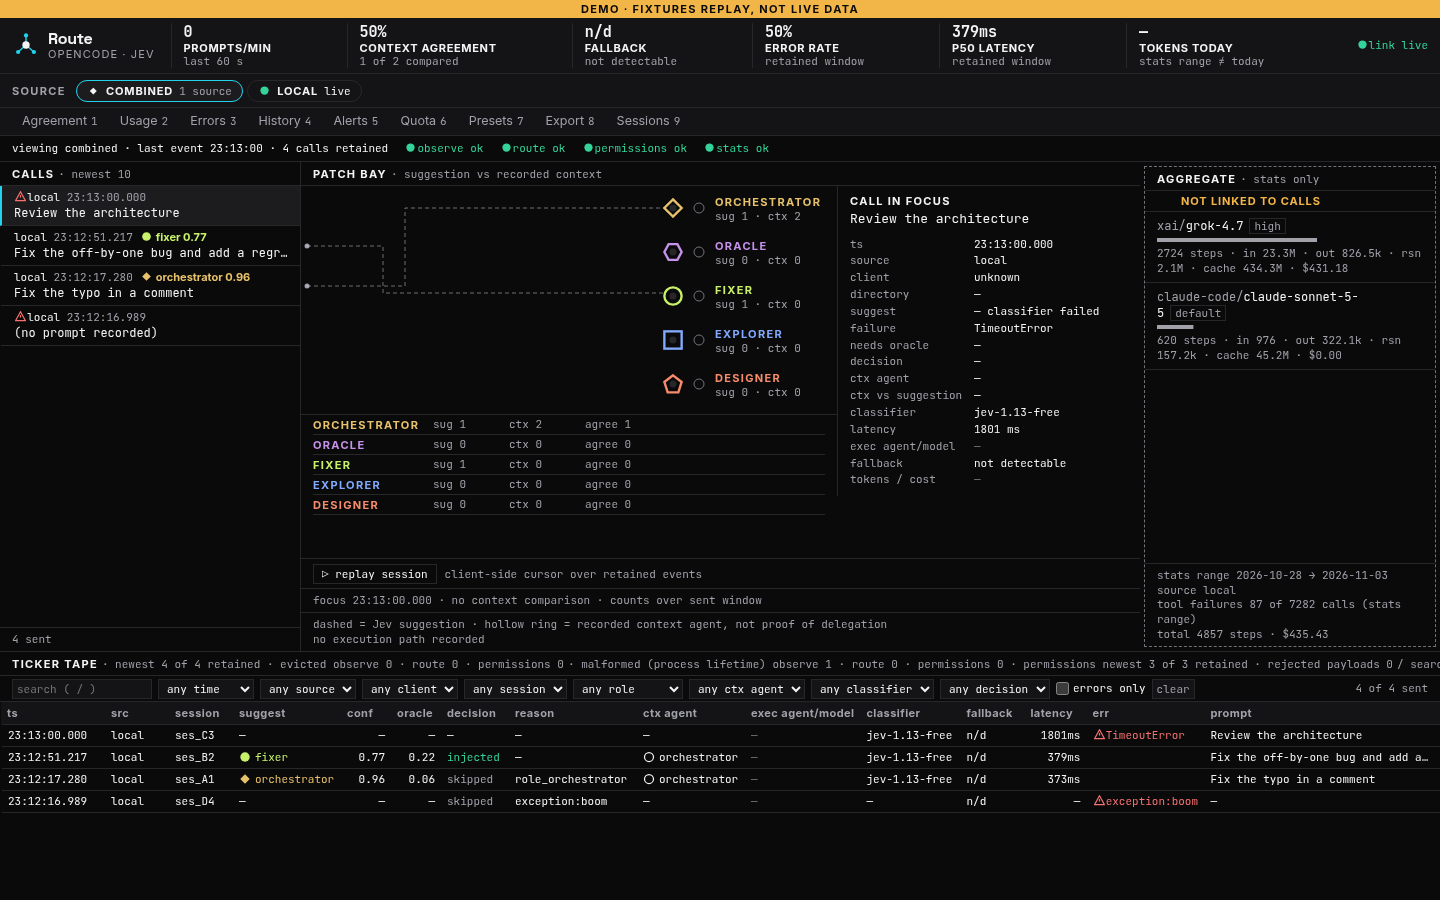 DEMO · FIXTURES REPLAY, NOT LIVE DATA
Route
OPENCODE · JEV
0
PROMPTS/MIN
last 60 s
50%
CONTEXT AGREEMENT
1 of 2 compared
n/d
FALLBACK
not detectable
50%
ERROR RATE
retained window
379ms
P50 LATENCY
retained window
—
TOKENS TODAY
stats range ≠ today
link live
SOURCE
COMBINED 1 source
LOCAL live
Agreement 1 Usage 2 Errors 3 History 4 Alerts 5 Quota 6 Presets 7 Export 8 Sessions 9
viewing combined · last event 23:13:00 · 4 calls retained observe ok route ok permissions ok stats ok
CALLS · newest 10
local 23:13:00.000
Review the architecture
local 23:12:51.217 fixer 0.77
Fix the off-by-one bug and add a regr…
local 23:12:17.280 orchestrator 0.96
Fix the typo in a comment
local 23:12:16.989
(no prompt recorded)
4 sent
PATCH BAY · suggestion vs recorded context
ORCHESTRATOR
sug 1 · ctx 2
ORACLE
sug 0 · ctx 0
FIXER
sug 1 · ctx 0
EXPLORER
sug 0 · ctx 0
DESIGNER
sug 0 · ctx 0
ORCHESTRATOR sug 1 ctx 2 agree 1
ORACLE sug 0 ctx 0 agree 0
FIXER sug 1 ctx 0 agree 0
EXPLORER sug 0 ctx 0 agree 0
DESIGNER sug 0 ctx 0 agree 0
CALL IN FOCUS
Review the architecture
ts 23:13:00.000
source local
client unknown
directory —
suggest — classifier failed
failure TimeoutError
needs oracle —
decision —
ctx agent —
ctx vs suggestion —
classifier jev-1.13-free
latency 1801 ms
exec agent/model —
fallback not detectable
tokens / cost —
▷ replay session client-side cursor over retained events
focus 23:13:00.000 · no context comparison · counts over sent window
dashed = Jev suggestion · hollow ring = recorded context agent, not proof of delegation
no execution path recorded
AGGREGATE · stats only
NOT LINKED TO CALLS
xai/grok-4.7 high
2724 steps · in 23.3M · out 826.5k · rsn
2.1M · cache 434.3M · $431.18
claude-code/claude-sonnet-5-
5 default
620 steps · in 976 · out 322.1k · rsn
157.2k · cache 45.2M · $0.00
stats range 2026-10-28 → 2026-11-03
source local
tool failures 87 of 7282 calls (stats
range)
total 4857 steps · $435.43
TICKER TAPE · newest 4 of 4 retained · evicted observe 0 · route 0 · permissions 0 · malformed (process lifetime) observe 1 · route 0 · permissions 0 · permissions newest 3 of 3 retained · rejected payloads 0 / searc
search ( / ) any time any source any client any session any role any ctx agent any classifier any decision errors only clear 4 of 4 sent
ts src session suggest conf oracle decision reason ctx agent exec agent/model classifier fallback latency err prompt
23:13:00.000 local ses_C3 — — — — — — — jev-1.13-free n/d 1801ms TimeoutError Review the architecture
23:12:51.217 local ses_B2 fixer 0.77 0.22 injected — orchestrator — jev-1.13-free n/d 379ms Fix the off-by-one bug and add a…
23:12:17.280 local ses_A1 orchestrator 0.96 0.06 skipped role_orchestrator orchestrator — jev-1.13-free n/d 373ms Fix the typo in a comment
23:12:16.989 local ses_D4 — — — skipped exception:boom — — — n/d — exception:boom —